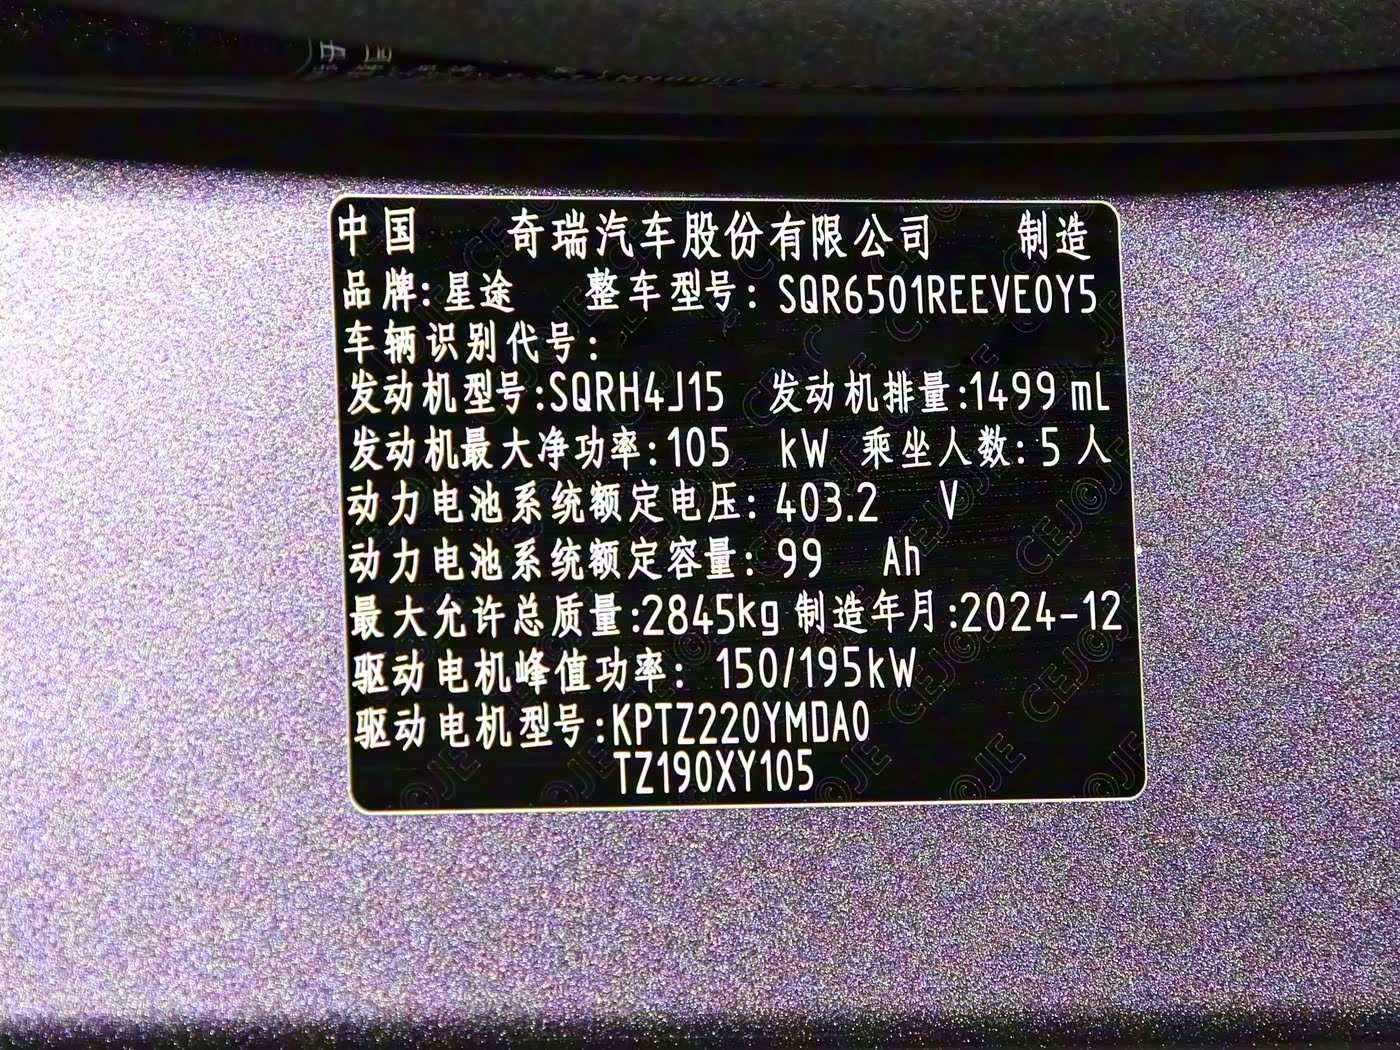 中国 奇瑞汽车股份有限公司 制造
品牌:星途 整车型号: SQR6501REEVE0Y5
车辆识别代号:
发动机型号:SQRH4J15 发动机排量:1499 mL
发动机最大净功率:105 kW 乘坐人数:5 人
动力电池系统额定电压: 403.2 V
动力电池系统额定容量: 99 Ah
最大允许总质量:2845kg 制造年月:2024-12
驱动电机峰值功率: 150/195kW
驱动电机型号:KPTZ220YMDA0
TZ190XY105